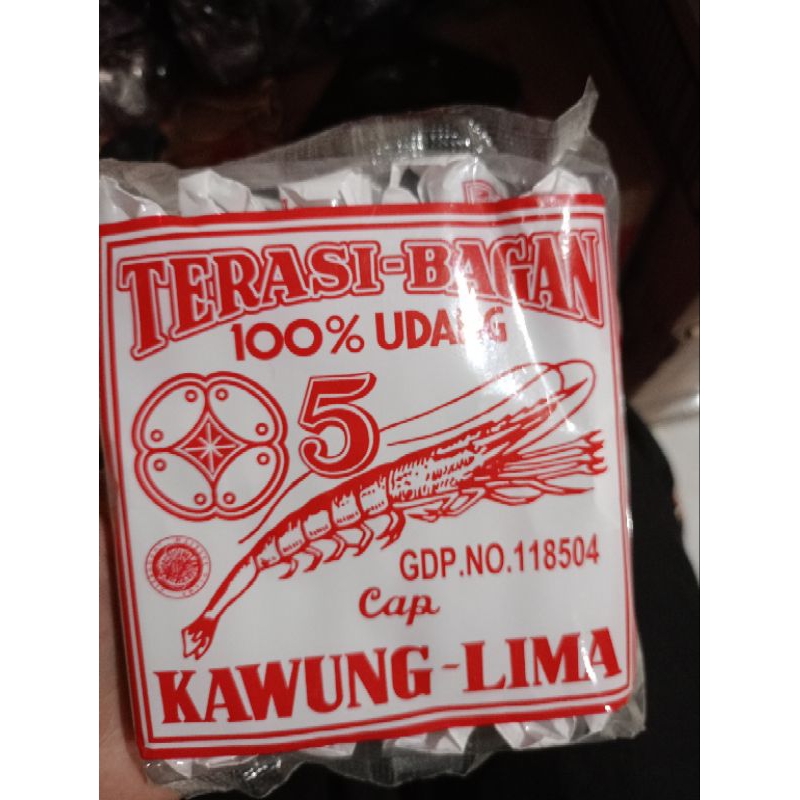 TERASI-BAGAN
100% UDANG
5
GDP.NO.118504
Cap
KAWUNG-LIMA